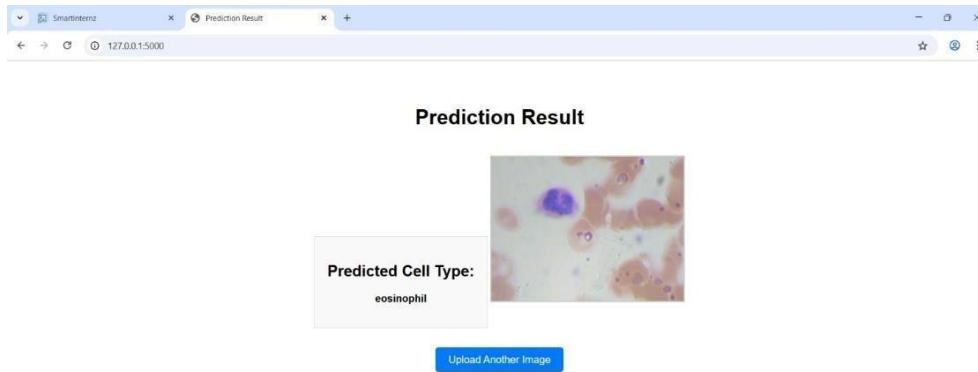 Smartinternz
Prediction Result
127.0.0.1:5000
Prediction Result
Predicted Cell Type:
eosinophil
Upload Another Image